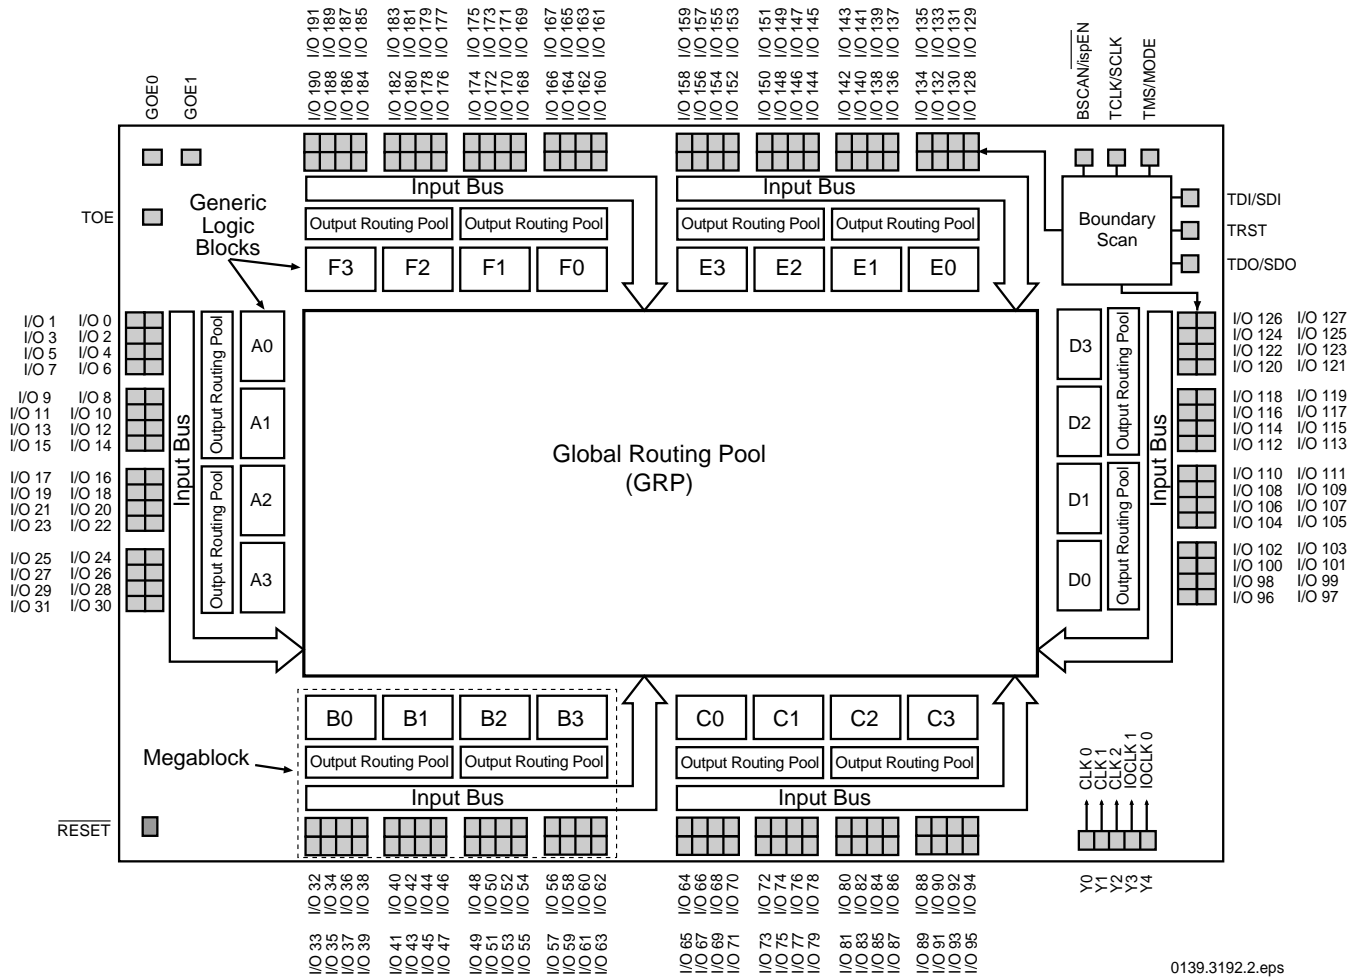 I/O 191 I/O 189 I/O 187 I/O 185 I/O 183 I/O 181 I/O 179 I/O 177 I/O 175 I/O 173 I/O 171 I/O 169 I/O 167 I/O 165 I/O 163 I/O 161 I/O 159 I/O 157 I/O 155 I/O 153 I/O 151 I/O 149 I/O 147 I/O 145 I/O 143 I/O 141 I/O 139 I/O 137 I/O 135 I/O 133 I/O 131 I/O 129
I/O 190 I/O 188 I/O 186 I/O 184 I/O 182 I/O 180 I/O 178 I/O 176 I/O 174 I/O 172 I/O 170 I/O 168 I/O 166 I/O 164 I/O 162 I/O 160 I/O 158 I/O 156 I/O 154 I/O 152 I/O 150 I/O 148 I/O 146 I/O 144 I/O 142 I/O 140 I/O 138 I/O 136 I/O 134 I/O 132 I/O 130 I/O 128
GOE0 GOE1
BSCAN/ispEN TCLK/SCLK TMS/MODE
TOE
Generic
Logic
Blocks
Input Bus
Input Bus
Output Routing Pool Output Routing Pool Output Routing Pool Output Routing Pool
F3 F2 F1 F0 E3 E2 E1 E0
Boundary
Scan
TDI/SDI
TRST
TDO/SDO
I/O 1 I/O 0
I/O 3 I/O 2
I/O 5 I/O 4
I/O 7 I/O 6
I/O 9 I/O 8
I/O 11 I/O 10
I/O 13 I/O 12
I/O 15 I/O 14
I/O 17 I/O 16
I/O 19 I/O 18
I/O 21 I/O 20
I/O 23 I/O 22
I/O 25 I/O 24
I/O 27 I/O 26
I/O 29 I/O 28
I/O 31 I/O 30
Input Bus
Output Routing Pool
Output Routing Pool
A0
A1
A2
A3
Global Routing Pool
(GRP)
D3
D2
D1
D0
Output Routing Pool
Output Routing Pool
Input Bus
I/O 126 I/O 127
I/O 124 I/O 125
I/O 122 I/O 123
I/O 120 I/O 121
I/O 118 I/O 119
I/O 116 I/O 117
I/O 114 I/O 115
I/O 112 I/O 113
I/O 110 I/O 111
I/O 108 I/O 109
I/O 106 I/O 107
I/O 104 I/O 105
I/O 102 I/O 103
I/O 100 I/O 101
I/O 98 I/O 99
I/O 96 I/O 97
B0 B1 B2 B3 C0 C1 C2 C3
Output Routing Pool Output Routing Pool Output Routing Pool Output Routing Pool
Input Bus
Input Bus
Megablock
RESET
CLK 0 CLK 1 CLK 2 IOCLK 1 IOCLK 0
Y0 Y1 Y2 Y3 Y4
I/O 32 I/O 34 I/O 36 I/O 38 I/O 40 I/O 42 I/O 44 I/O 46 I/O 48 I/O 50 I/O 52 I/O 54 I/O 56 I/O 58 I/O 60 I/O 62 I/O 64 I/O 66 I/O 68 I/O 70 I/O 72 I/O 74 I/O 76 I/O 78 I/O 80 I/O 82 I/O 84 I/O 86 I/O 88 I/O 90 I/O 92 I/O 94
I/O 33 I/O 35 I/O 37 I/O 39 I/O 41 I/O 43 I/O 45 I/O 47 I/O 49 I/O 51 I/O 53 I/O 55 I/O 57 I/O 59 I/O 61 I/O 63 I/O 65 I/O 67 I/O 69 I/O 71 I/O 73 I/O 75 I/O 77 I/O 79 I/O 81 I/O 83 I/O 85 I/O 87 I/O 89 I/O 91 I/O 93 I/O 95
0139.3192.2.eps